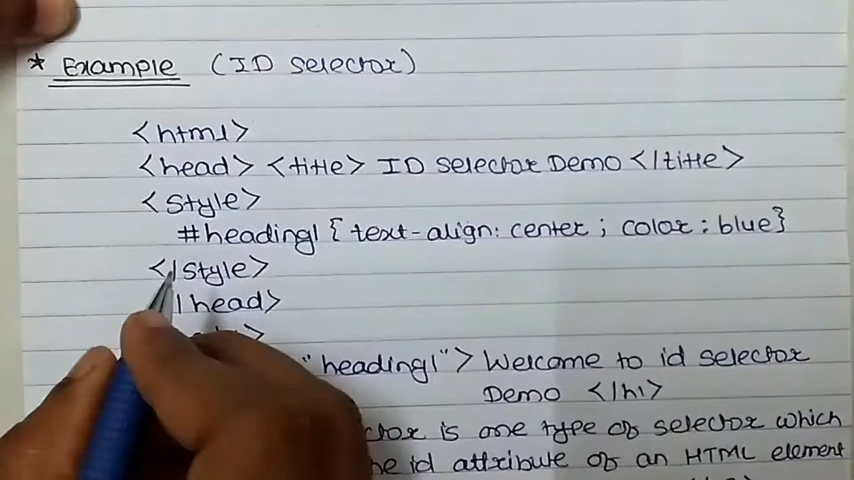 * Example (ID selector)
<html>
<head> <title> ID selector Demo </title>
<style>
#heading1 { text-align: center ; color : blue }
</style>
/head>
"heading1"> Welcome to id selector
Demo </h1>
is one type of selector which
id attribute of an HTML element